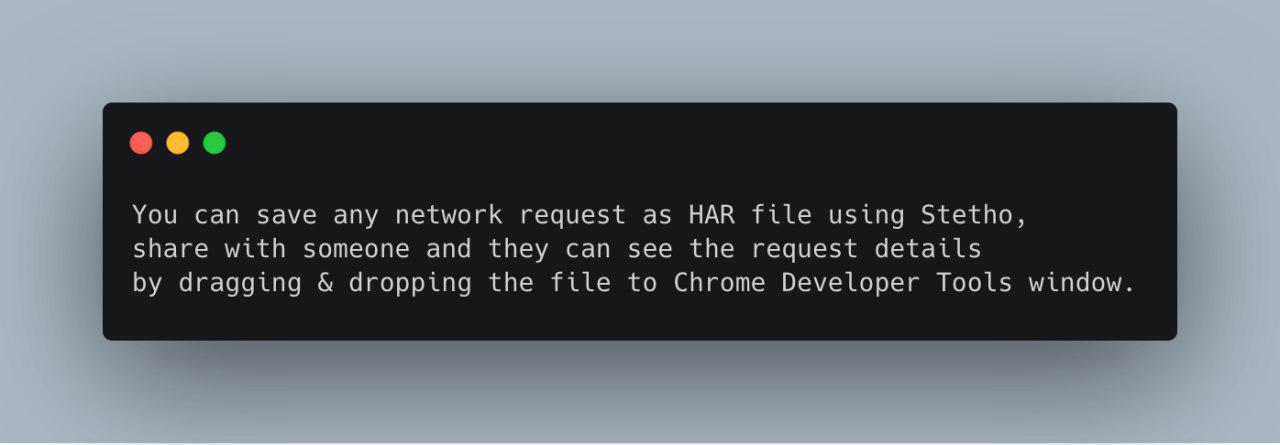 You can save any network request as HAR file using Stetho,
share with someone and they can see the request details
by dragging & dropping the file to Chrome Developer Tools window.